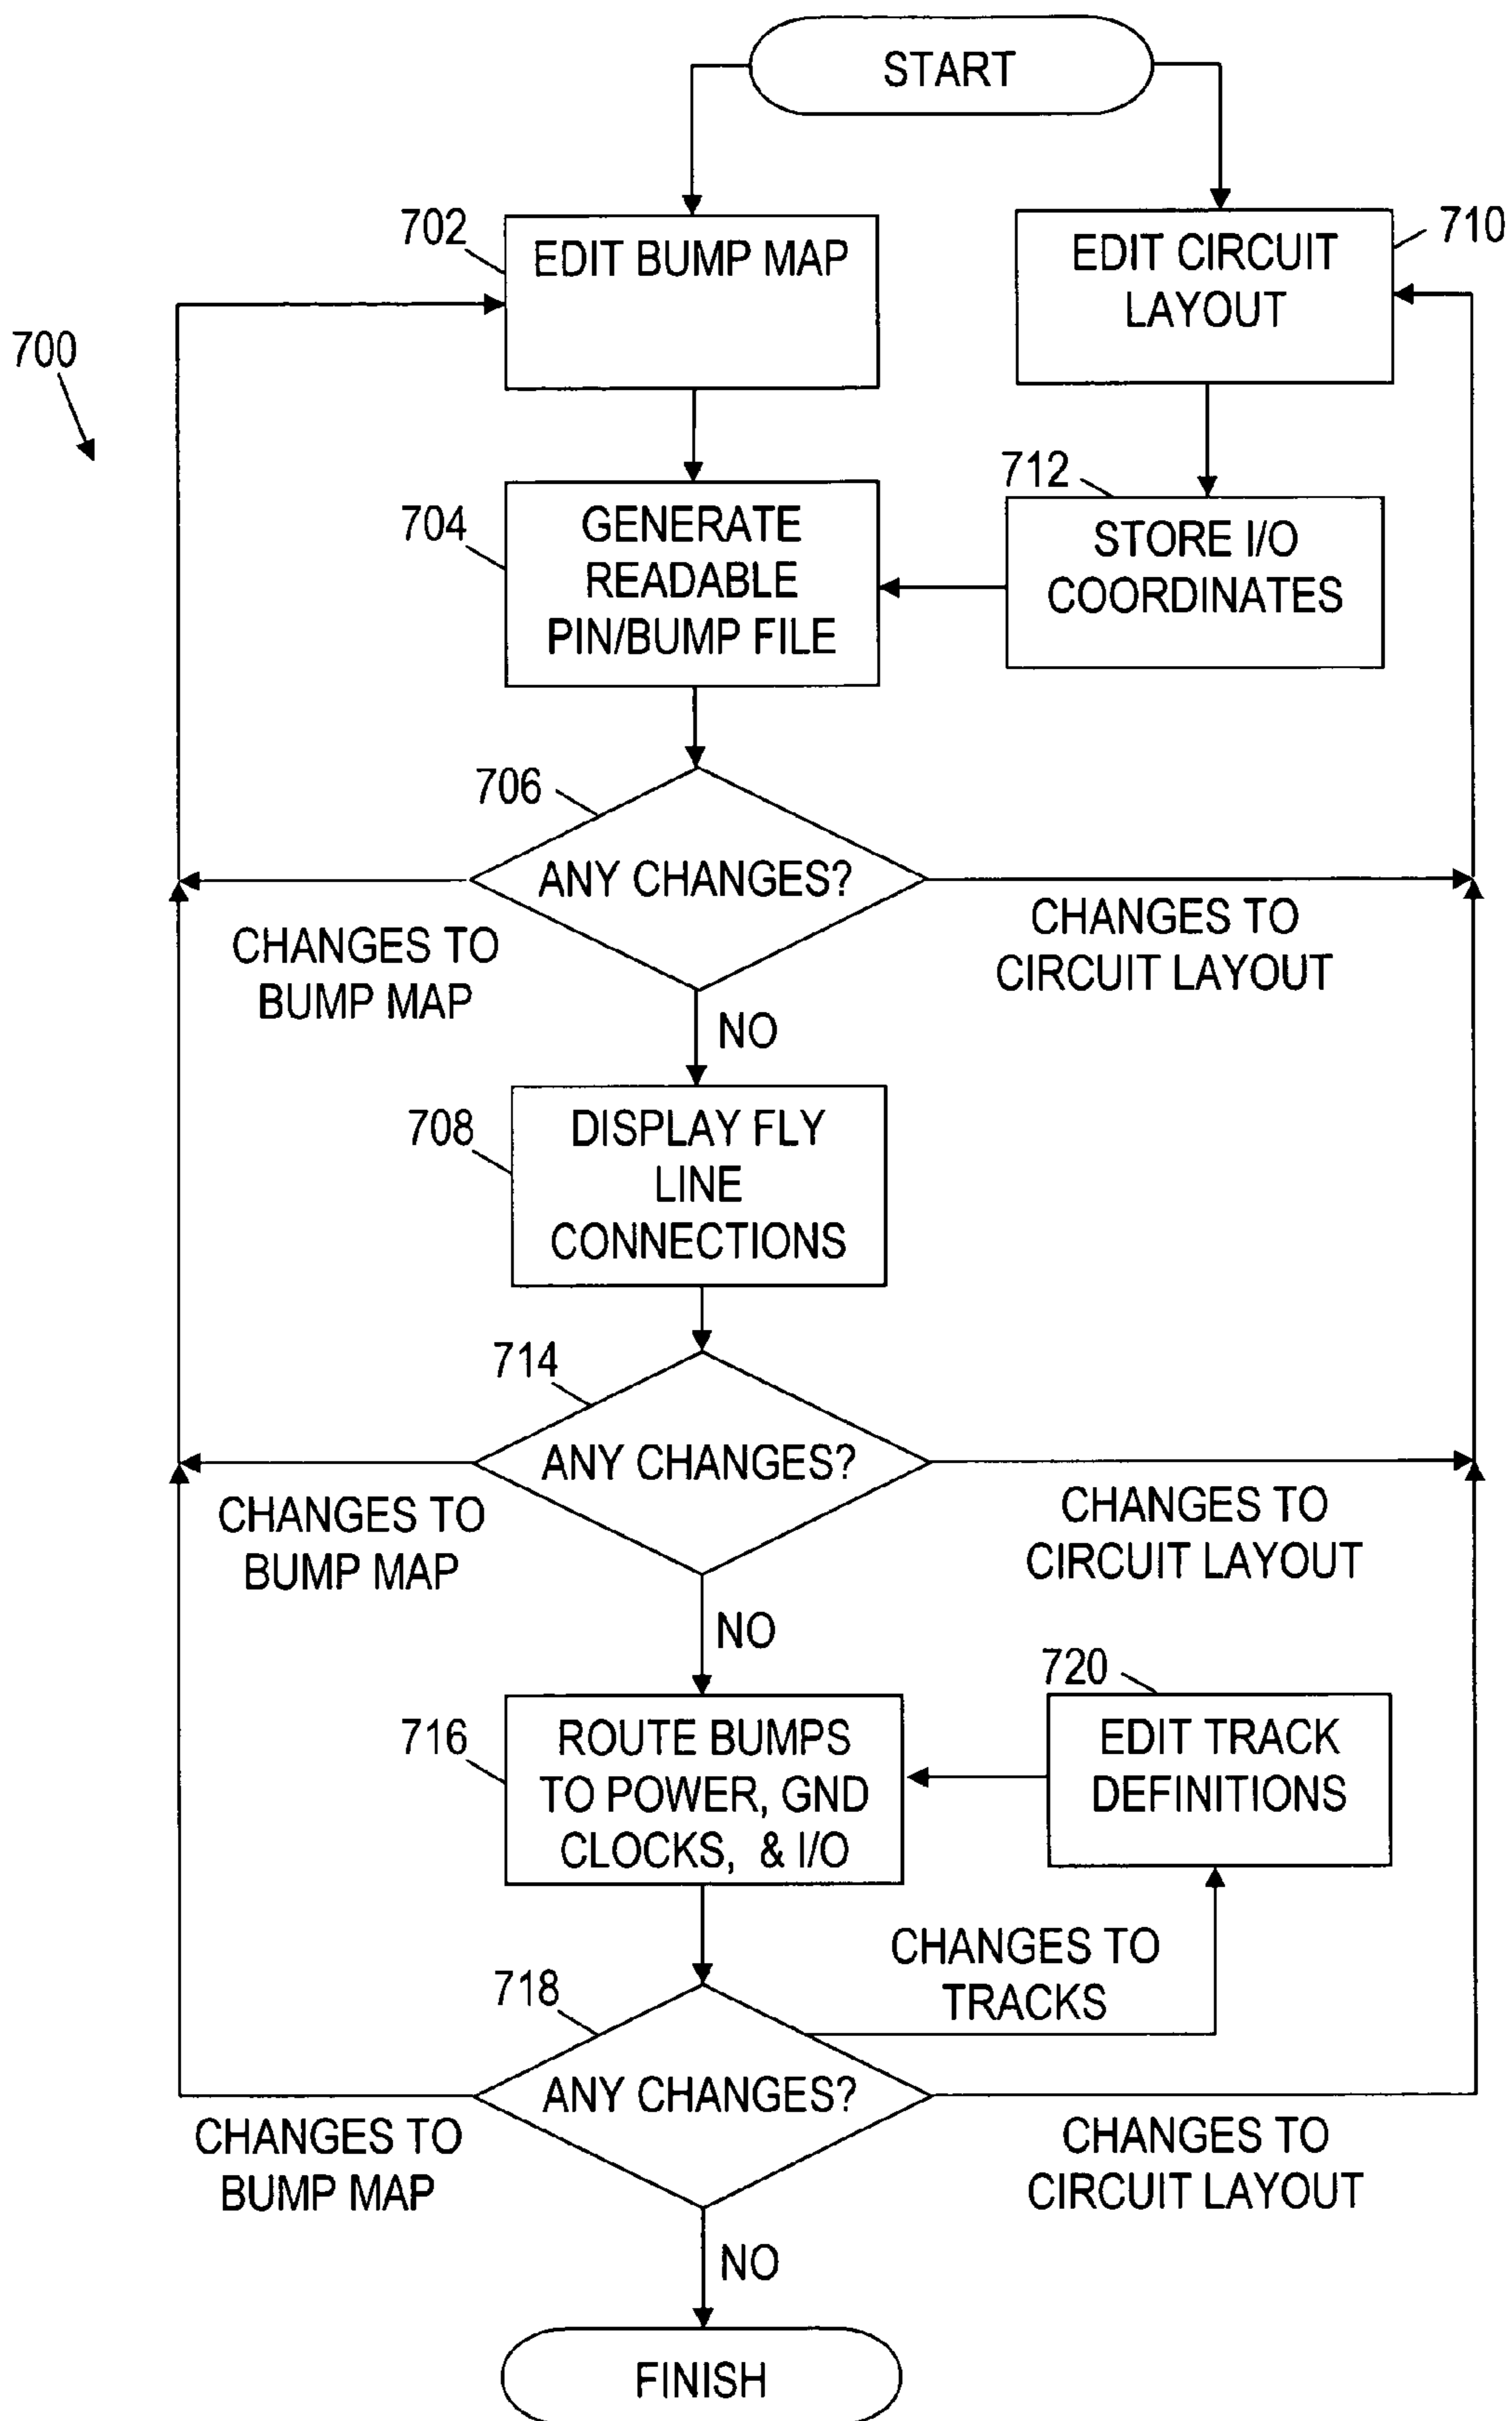 START
702
EDIT BUMP MAP
EDIT CIRCUIT
LAYOUT
710
700
704
GENERATE
READABLE
PIN/BUMP FILE
712
STORE I/O
COORDINATES
706
ANY CHANGES?
CHANGES TO
BUMP MAP
CHANGES TO
CIRCUIT LAYOUT
NO
708
DISPLAY FLY
LINE
CONNECTIONS
714
ANY CHANGES?
CHANGES TO
BUMP MAP
CHANGES TO
CIRCUIT LAYOUT
NO
716
ROUTE BUMPS
TO POWER, GND
CLOCKS, & I/O
720
EDIT TRACK
DEFINITIONS
CHANGES TO
TRACKS
718
ANY CHANGES?
CHANGES TO
BUMP MAP
CHANGES TO
CIRCUIT LAYOUT
NO
FINISH